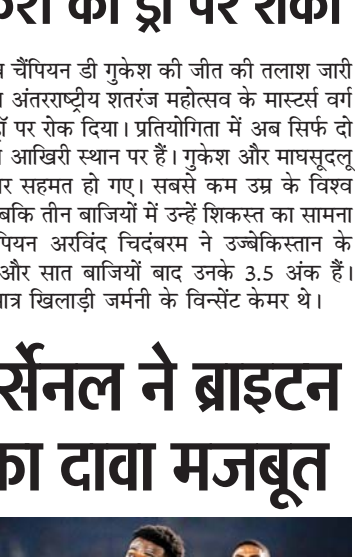 को ड्रॉ पर रोका
चैंपियन डी गुकेश की जीत की तलाश जारी
अंतरराष्ट्रीय शतरंज महोत्सव के मास्टर्स वर्ग
पर रोक दिया। प्रतियोगिता में अब सिर्फ दो
आखिरी स्थान पर हैं। गुकेश और माघसूदलू
सहमत हो गए। सबसे कम उम्र के विश्व
तीन बाजियों में उन्हें शिकस्त का सामना
अरविंद चिदंबरम ने उज्बेकिस्तान के
और सात बाजियों बाद उनके 3.5 अंक हैं।
खिलाड़ी जर्मनी के विन्सेंट केमर थे।
र्सेनल ने ब्राइटन
का दावा मजबूत